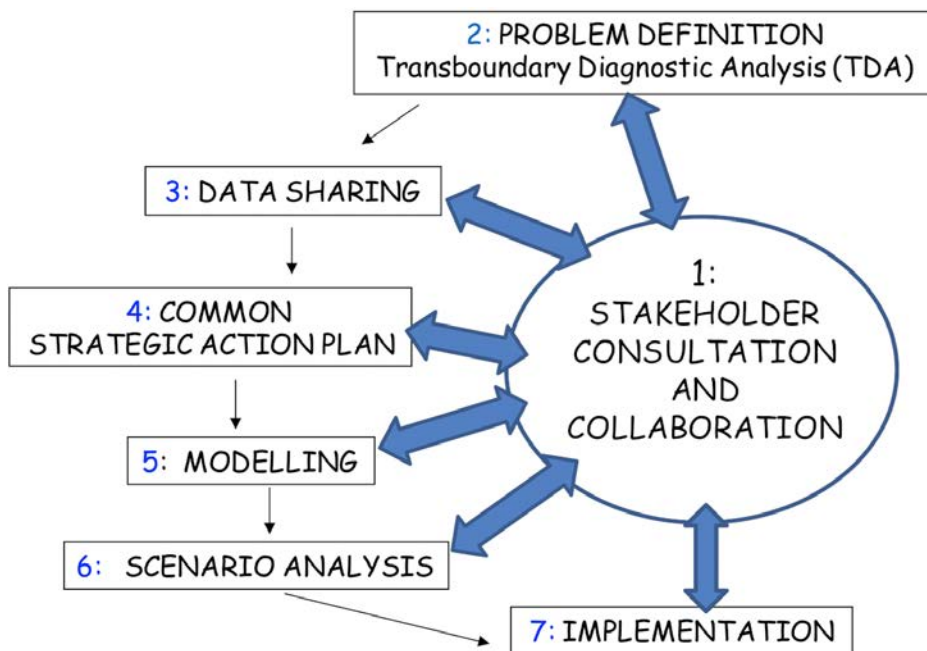 2: PROBLEM DEFINITION
Transboundary Diagnostic Analysis (TDA)
3: DATA SHARING
1:
STAKEHOLDER
CONSULTATION
AND
COLLABORATION
4: COMMON
STRATEGIC ACTION PLAN
5: MODELLING
6: SCENARIO ANALYSIS
7: IMPLEMENTATION